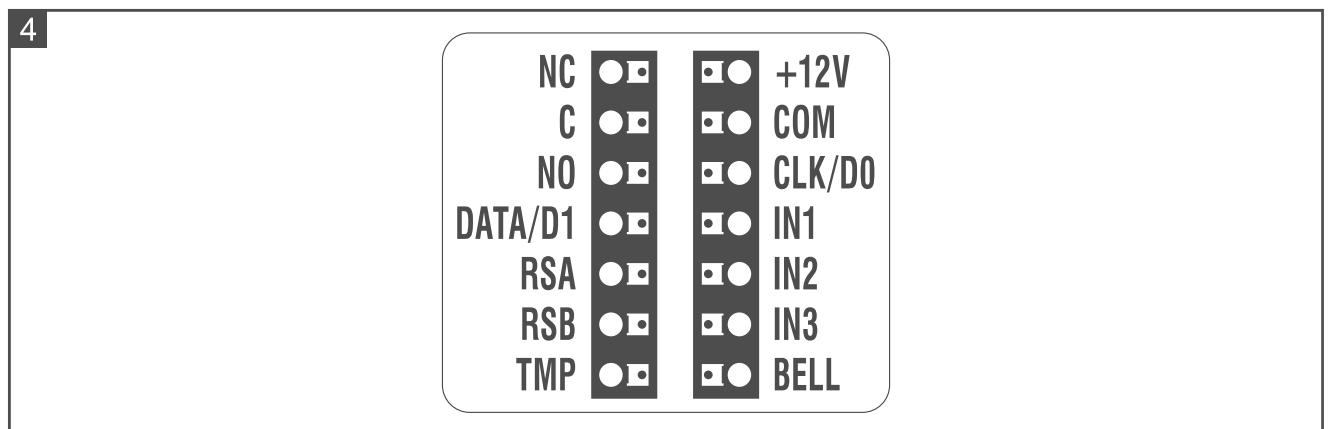 4
NC +12V
C COM
NO CLK/D0
DATA/D1 IN1
RSA IN2
RSB IN3
TMP BELL